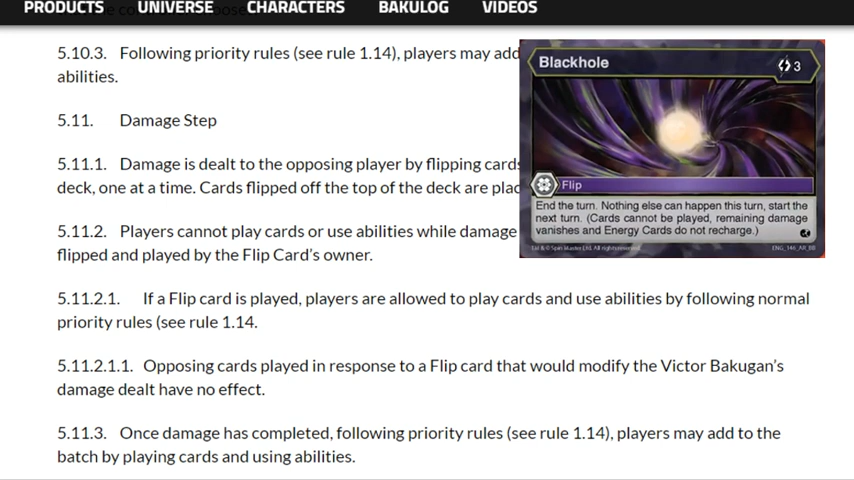 PRODUCTS UNIVERSE CHARACTERS BAKULOG VIDEOS
5.10.3. Following priority rules (see rule 1.14), players may add
abilities.
5.11. Damage Step
5.11.1. Damage is dealt to the opposing player by flipping cards
deck, one at a time. Cards flipped off the top of the deck are plac
5.11.2. Players cannot play cards or use abilities while damage
flipped and played by the Flip Card's owner.
5.11.2.1. If a Flip card is played, players are allowed to play cards and use abilities by following normal
priority rules (see rule 1.14.
5.11.2.1.1. Opposing cards played in response to a Flip card that would modify the Victor Bakugan's
damage dealt have no effect.
5.11.3. Once damage has completed, following priority rules (see rule 1.14), players may add to the
batch by playing cards and using abilities.
Blackhole 3
Flip
End the turn. Nothing else can happen this turn, start the
next turn. (Cards cannot be played, remaining damage
vanishes and Energy Cards do not recharge.)
TM & © Spin Master Ltd. All rights reserved. ENG_146_AR_BB